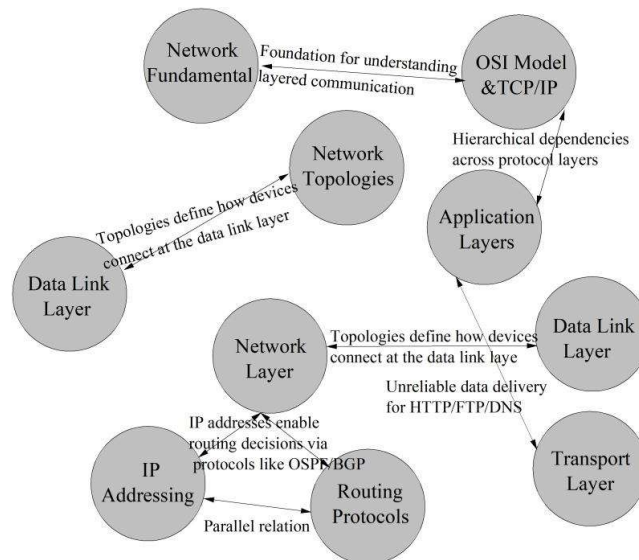 Network
Fundamental
Foundation for understanding
layered communication
OSI Model
&TCP/IP
Hierarchical dependencies
across protocol layers
Network
Topologies
Topologies define how devices
connect at the data link layer
Data Link
Layer
Application
Layers
Network
Layer
Topologies define how devices
connect at the data link laye
Data Link
Layer
Unreliable data delivery
for HTTP/FTP/DNS
IP addresses enable
routing decisions via
protocols like OSPF/BGP
IP
Addressing
Parallel relation
Routing
Protocols
Transport
Layer